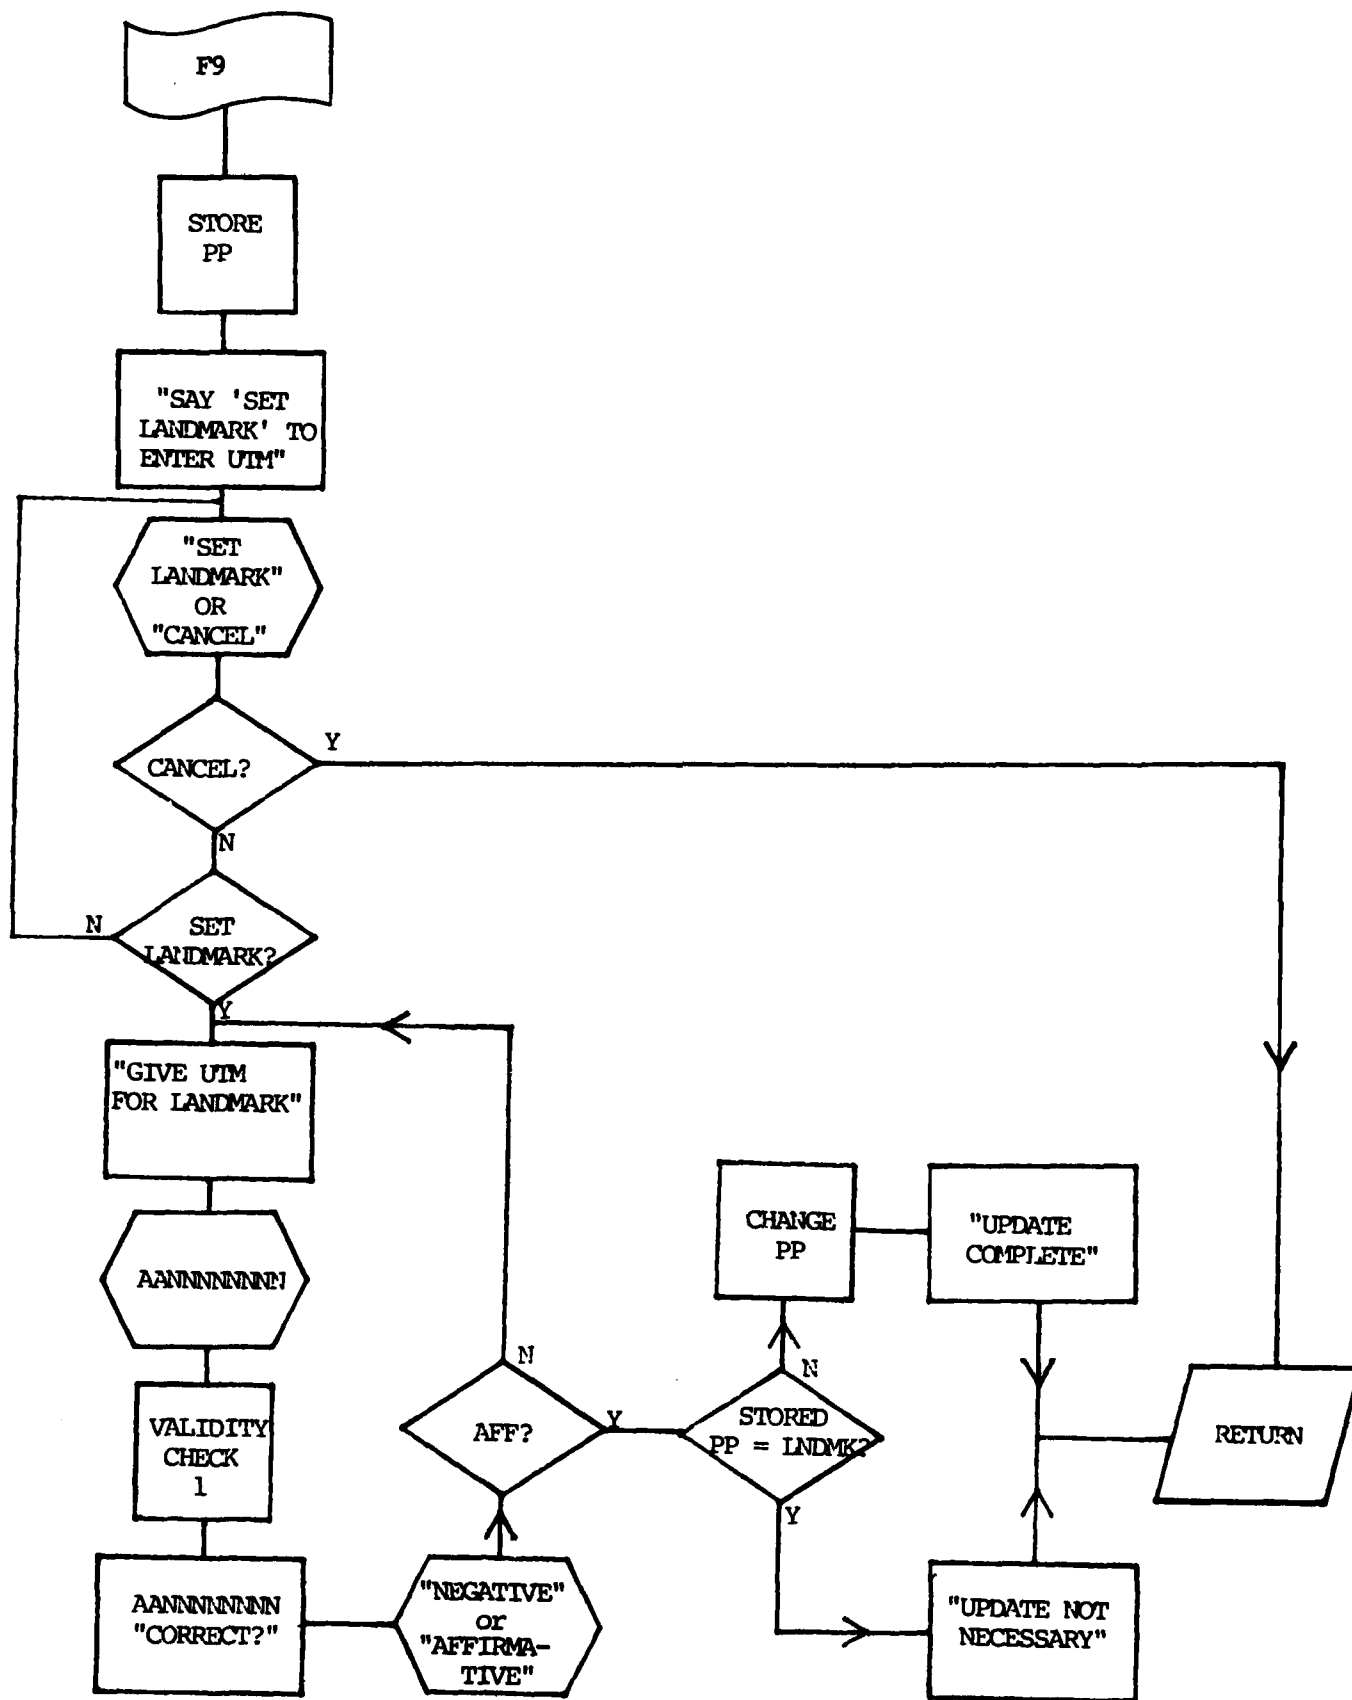 F9
STORE
PP
"SAY 'SET
LANDMARK' TO
ENTER UTM"
"SET
LANDMARK"
OR
"CANCEL"
CANCEL?
Y
N
SET
LANDMARK?
N
Y
"GIVE UTM
FOR LANDMARK"
AANNNNNNNN
VALIDITY
CHECK
1
AANNNNNNNN
"CORRECT?"
"NEGATIVE"
or
"AFFIRMA-
TIVE"
AFF?
N
Y
STORED
PP = LNDMK?
N
Y
CHANGE
PP
"UPDATE
COMPLETE"
"UPDATE NOT
NECESSARY"
RETURN